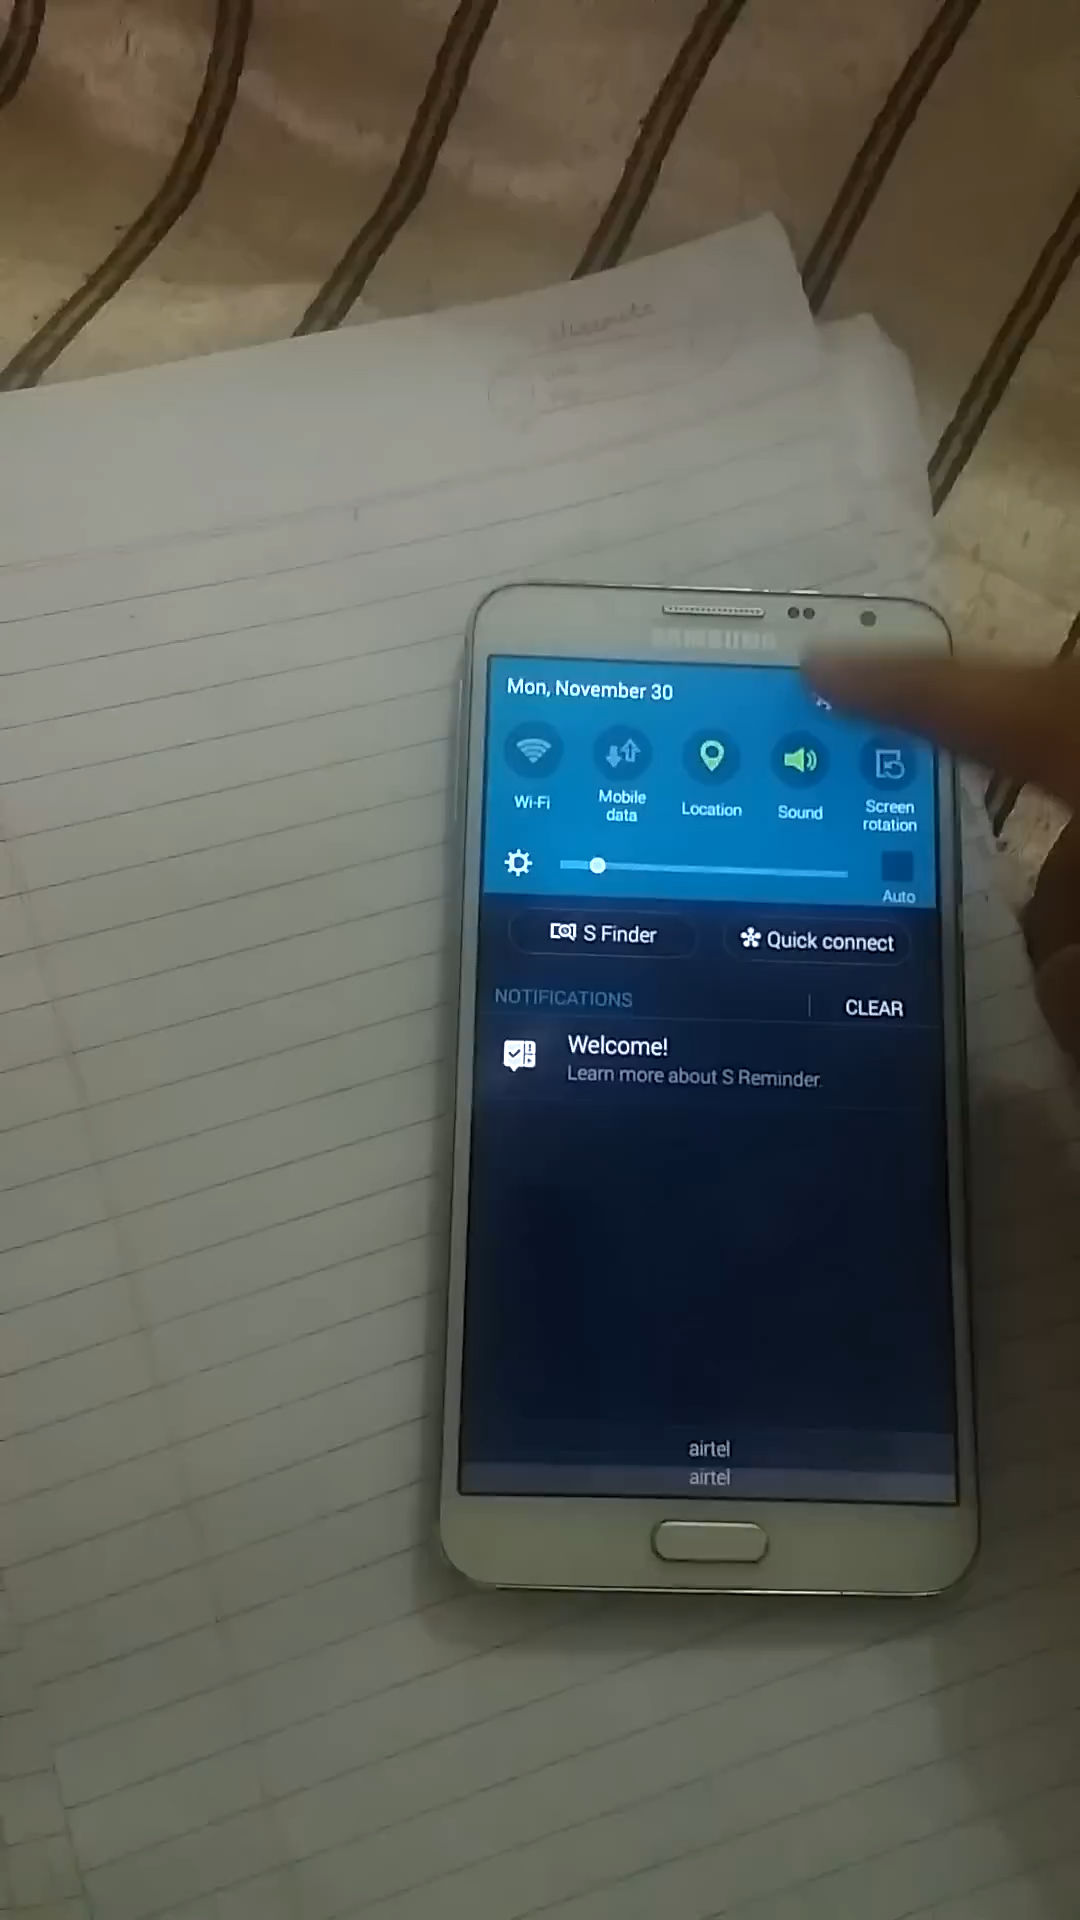 SAMSUNG
Mon, November 30
Wi-Fi
Mobile
data
Location
Sound
Screen
rotation
Auto
S Finder
Quick connect
NOTIFICATIONS
CLEAR
Welcome!
Learn more about S Reminder.
airtel
airtel